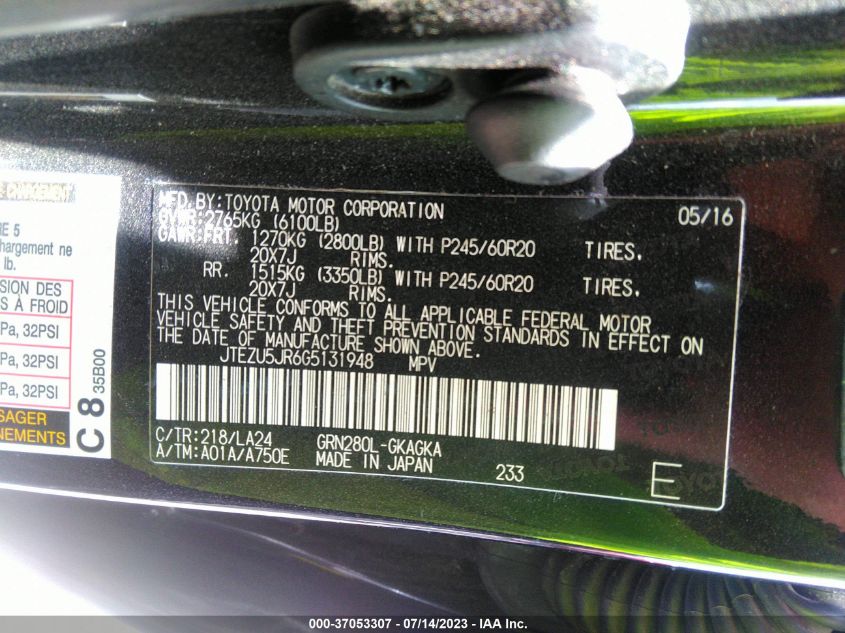 MFD. BY: TOYOTA MOTOR CORPORATION 05/16
GVWR: 2765KG (6100LB)
GAWR: FRT. 1270KG (2800LB) WITH P245/60R20 TIRES.
20X7J RIMS.
RR. 1515KG (3350LB) WITH P245/60R20 TIRES.
20X7J RIMS.
THIS VEHICLE CONFORMS TO ALL APPLICABLE FEDERAL MOTOR
VEHICLE SAFETY AND THEFT PREVENTION STANDARDS IN EFFECT ON
THE DATE OF MANUFACTURE SHOWN ABOVE.
JTEZU5JR6G5131948 MPV
C/TR: 218/LA24 GRN280L-GKAGKA
A/TM: A01A/A750E MADE IN JAPAN 233 E
RE 5
hargement ne
lb.
SION DES
S À FROID
Pa, 32PSI
Pa, 32PSI
Pa, 32PSI
SAGER
NEMENTS
C 8 35B00
000-37053307 - 07/14/2023 - IAA Inc.